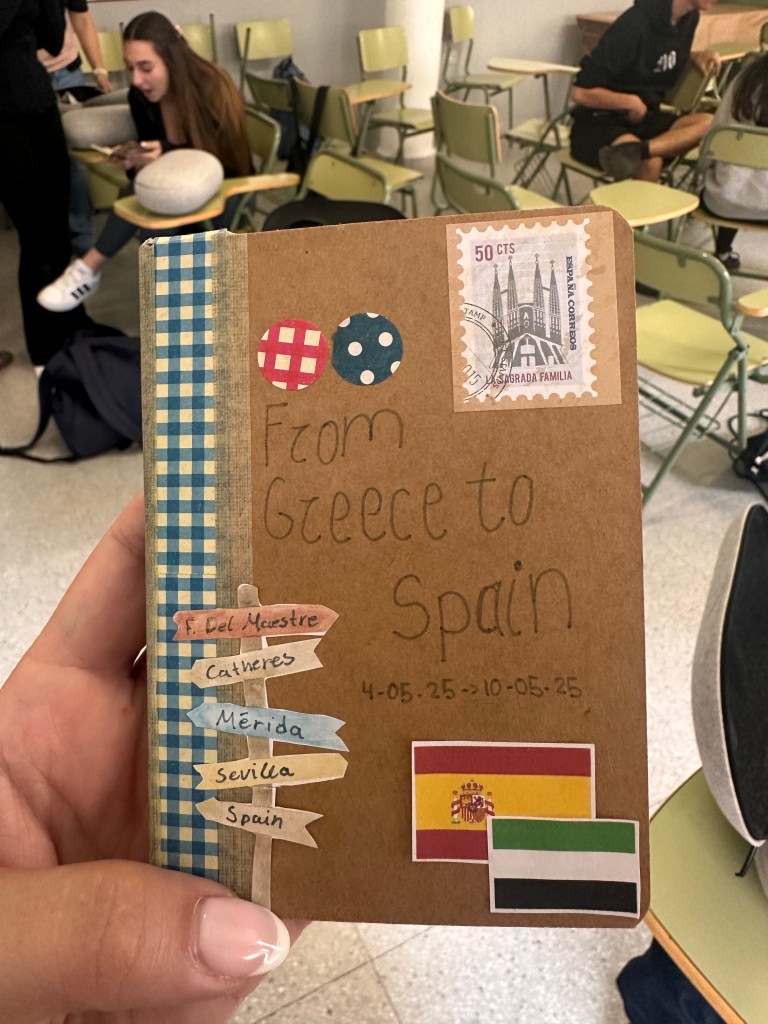 50 CTS
ESPAÑA CORREOS
LA SAGRADA FAMILIA
From
Greece to
Spain
4-05.25->10-05-25
F. Del Maestre
Catheres
Mérida
Sevilla
Spain